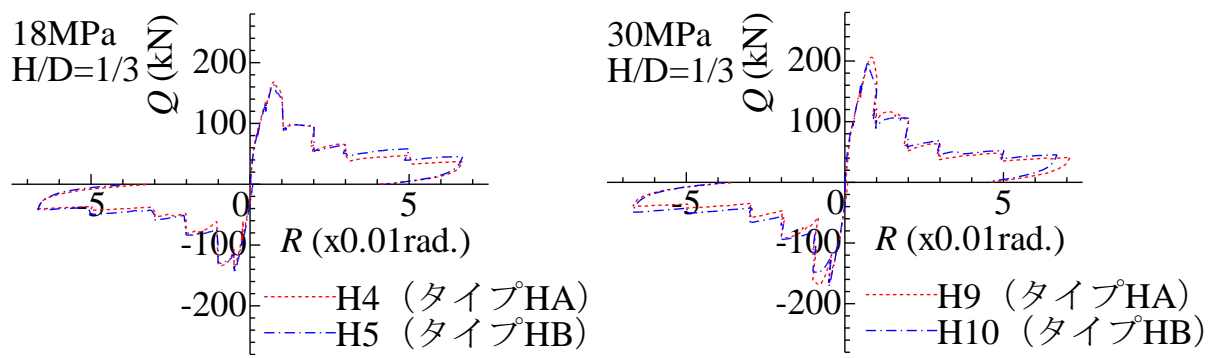 18MPa
H/D=1/3
Q (kN)
200
100
-5
0
5
-100
-200
R (x0.01rad.)
H4（タイプHA）
H5（タイプHB）
30MPa
H/D=1/3
Q (kN)
200
100
-5
0
5
-100
-200
R (x0.01rad.)
H9（タイプHA）
H10（タイプHB）